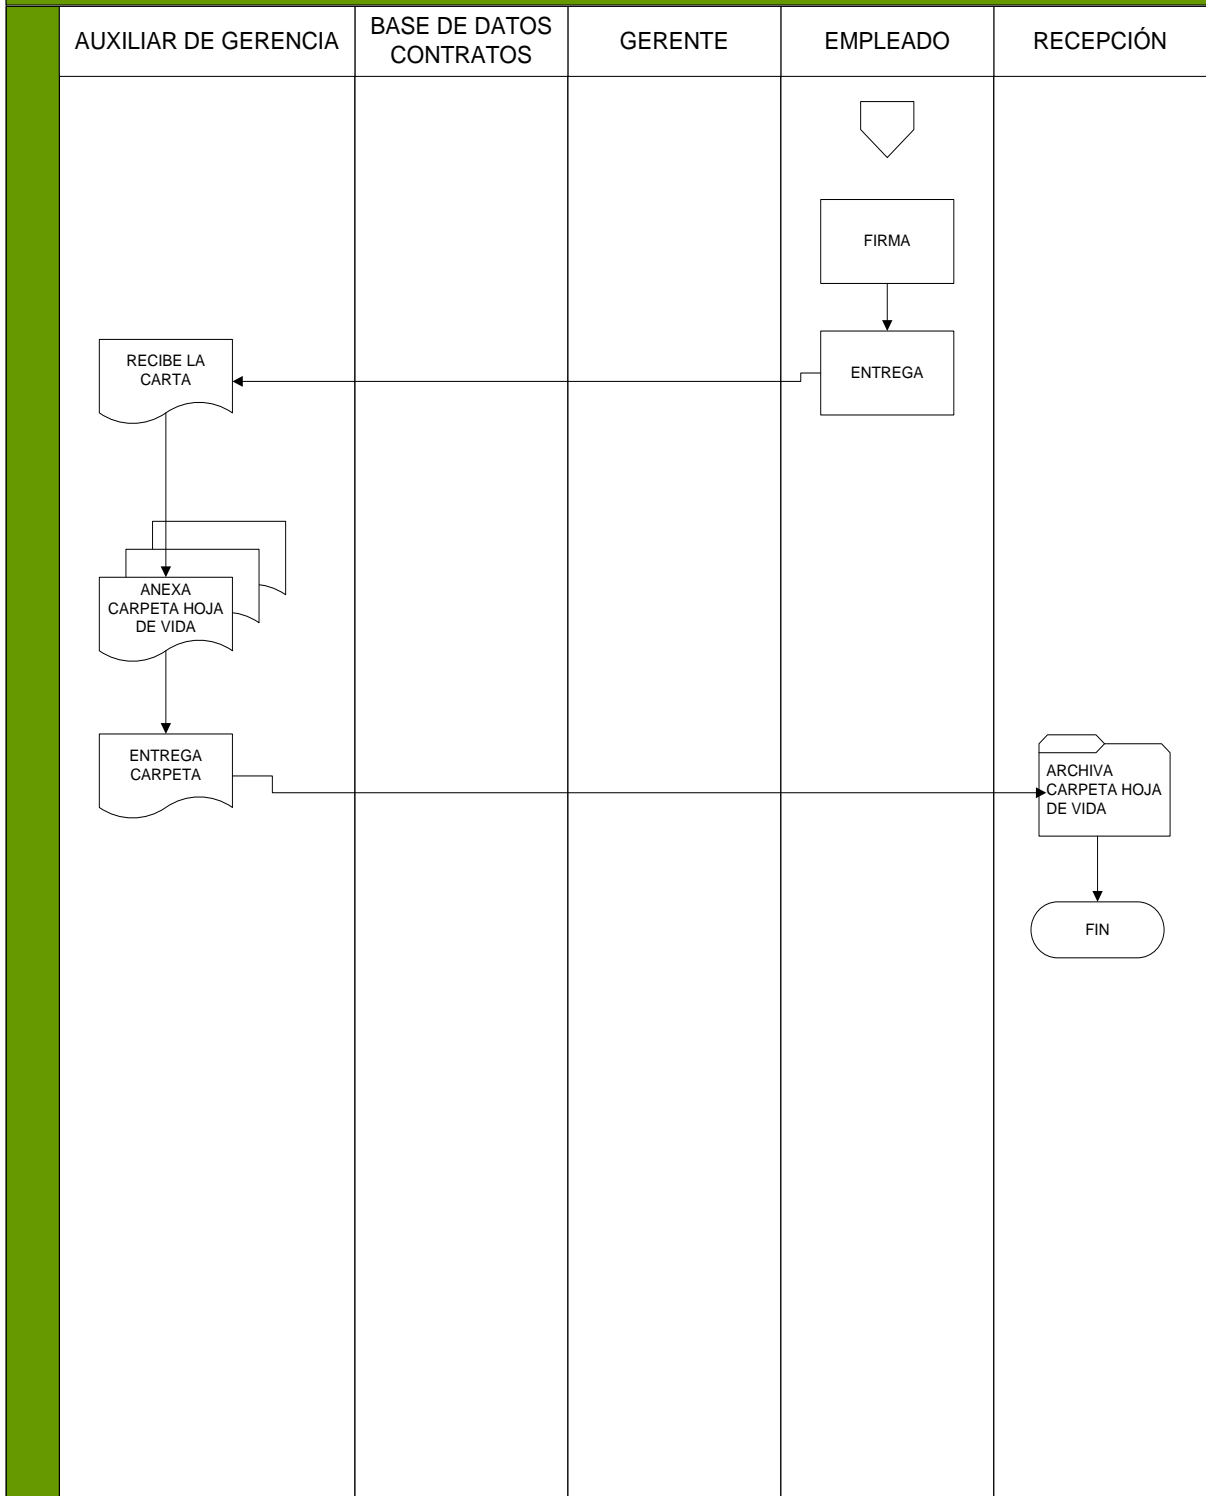 AUXILIAR DE GERENCIA
BASE DE DATOS
CONTRATOS
GERENTE
EMPLEADO
RECEPCIÓN
FIRMA
ENTREGA
RECIBE LA
CARTA
ANEXA
CARPETA HOJA
DE VIDA
ENTREGA
CARPETA
ARCHIVA
CARPETA HOJA
DE VIDA
FIN